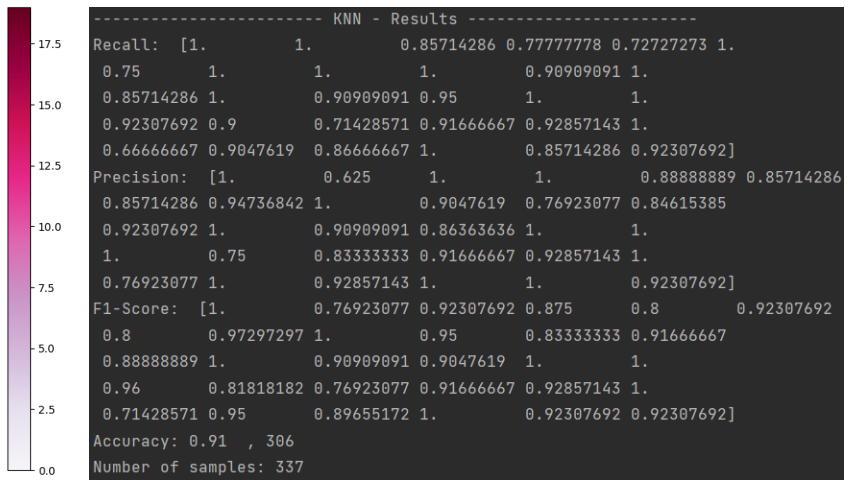 17.5
15.0
12.5
10.0
7.5
5.0
2.5
0.0
------------------------ KNN - Results ------------------------
Recall:  [1.         1.         0.85714286 0.77777778 0.72727273 1.
 0.75       1.         1.         1.         0.90909091 1.
 0.85714286 1.         0.90909091 0.95       1.         1.
 0.92307692 0.9        0.71428571 0.91666667 0.92857143 1.
 0.66666667 0.9047619  0.86666667 1.         0.85714286 0.92307692]
Precision:  [1.         0.625      1.         1.         0.88888889 0.85714286
 0.85714286 0.94736842 1.         0.9047619  0.76923077 0.84615385
 0.92307692 1.         0.90909091 0.86363636 1.         1.
 1.         0.75       0.83333333 0.91666667 0.92857143 1.
 0.76923077 1.         0.92857143 1.         1.         0.92307692]
F1-Score:  [1.         0.76923077 0.92307692 0.875      0.8        0.92307692
 0.8        0.97297297 1.         0.95       0.83333333 0.91666667
 0.88888889 1.         0.90909091 0.9047619  1.         1.
 0.96       0.81818182 0.76923077 0.91666667 0.92857143 1.
 0.71428571 0.95       0.89655172 1.         0.92307692 0.92307692]
Accuracy: 0.91  , 306
Number of samples: 337